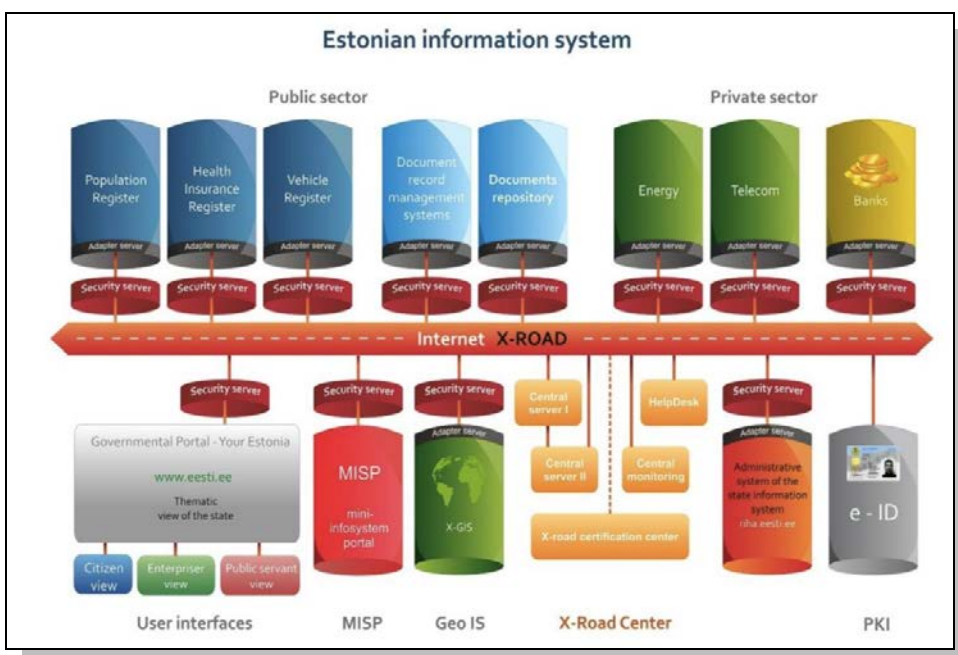 Estonian information system
Public sector
Private sector
Population
Register
Adapter server
Security server
Health
Insurance
Register
Adapter server
Security server
Vehicle
Register
Adapter server
Security server
Document
record
management
systems
Adapter server
Security server
Documents
repository
Adapter server
Security server
Energy
Adapter server
Security server
Telecom
Adapter server
Security server
Banks
Adapter server
Security server
Internet X-ROAD
Security server
Governmental Portal - Your Estonia
www.eesti.ee
Thematic
view of the state
Citizen
view
Enterpriser
view
Public servant
view
Security server
MISP
mini-
infosystem
portal
Security server
Adapter server
X-GIS
Central
server I
Central
server II
HelpDesk
Central
monitoring
X-road certification center
Security server
Adapter server
Administrative
system of the
state information
system
riha.eesti.ee
e - ID
User interfaces
MISP
Geo IS
X-Road Center
PKI